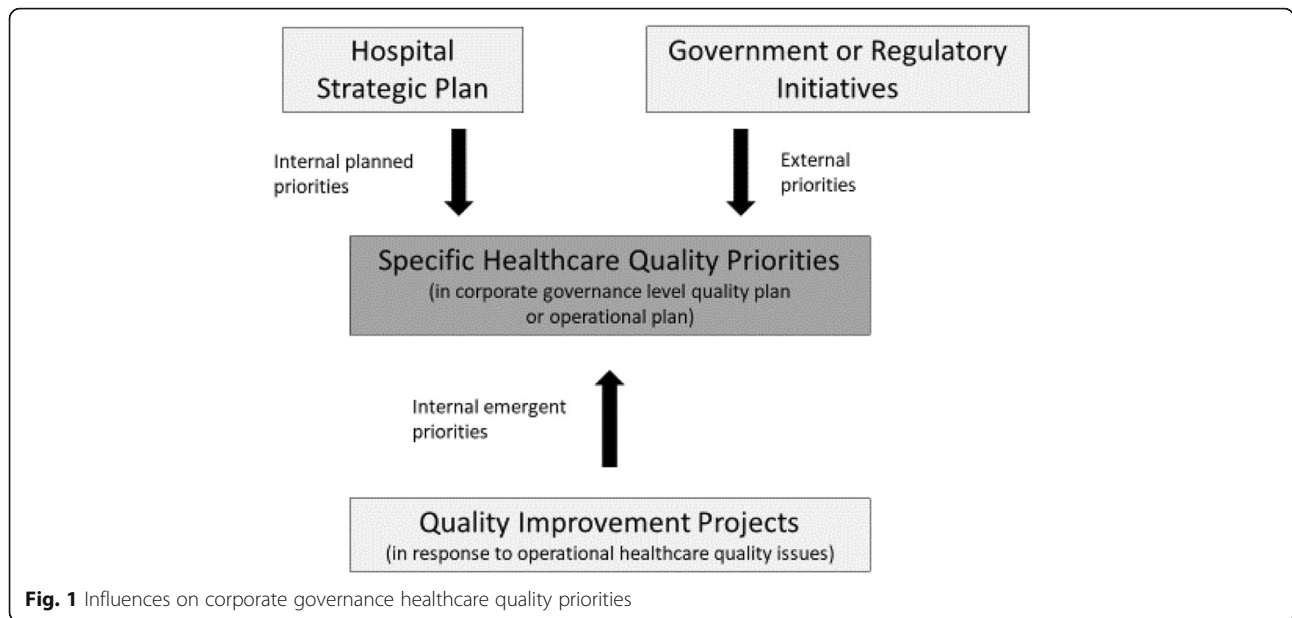 Hospital
Strategic Plan
Government or Regulatory
Initiatives
Internal planned
priorities
External
priorities
Specific Healthcare Quality Priorities
(in corporate governance level quality plan
or operational plan)
Internal emergent
priorities
Quality Improvement Projects
(in response to operational healthcare quality issues)
Fig. 1 Influences on corporate governance healthcare quality priorities